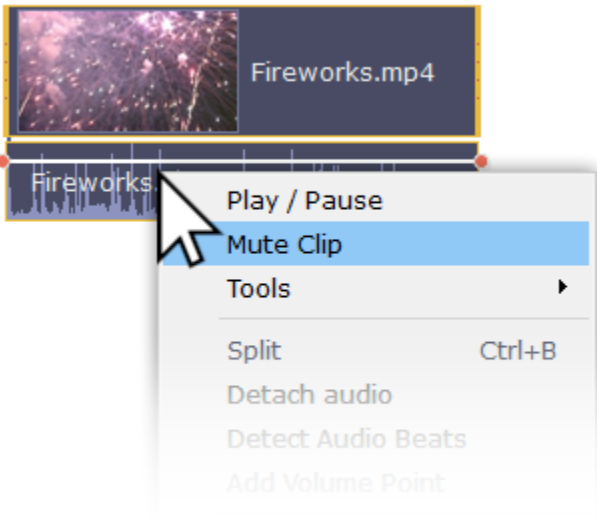 Fireworks.mp4
Fireworks.
Play / Pause
Mute Clip
Tools
Split Ctrl+B
Detach audio
Detect Audio Beats
Add Volume Point